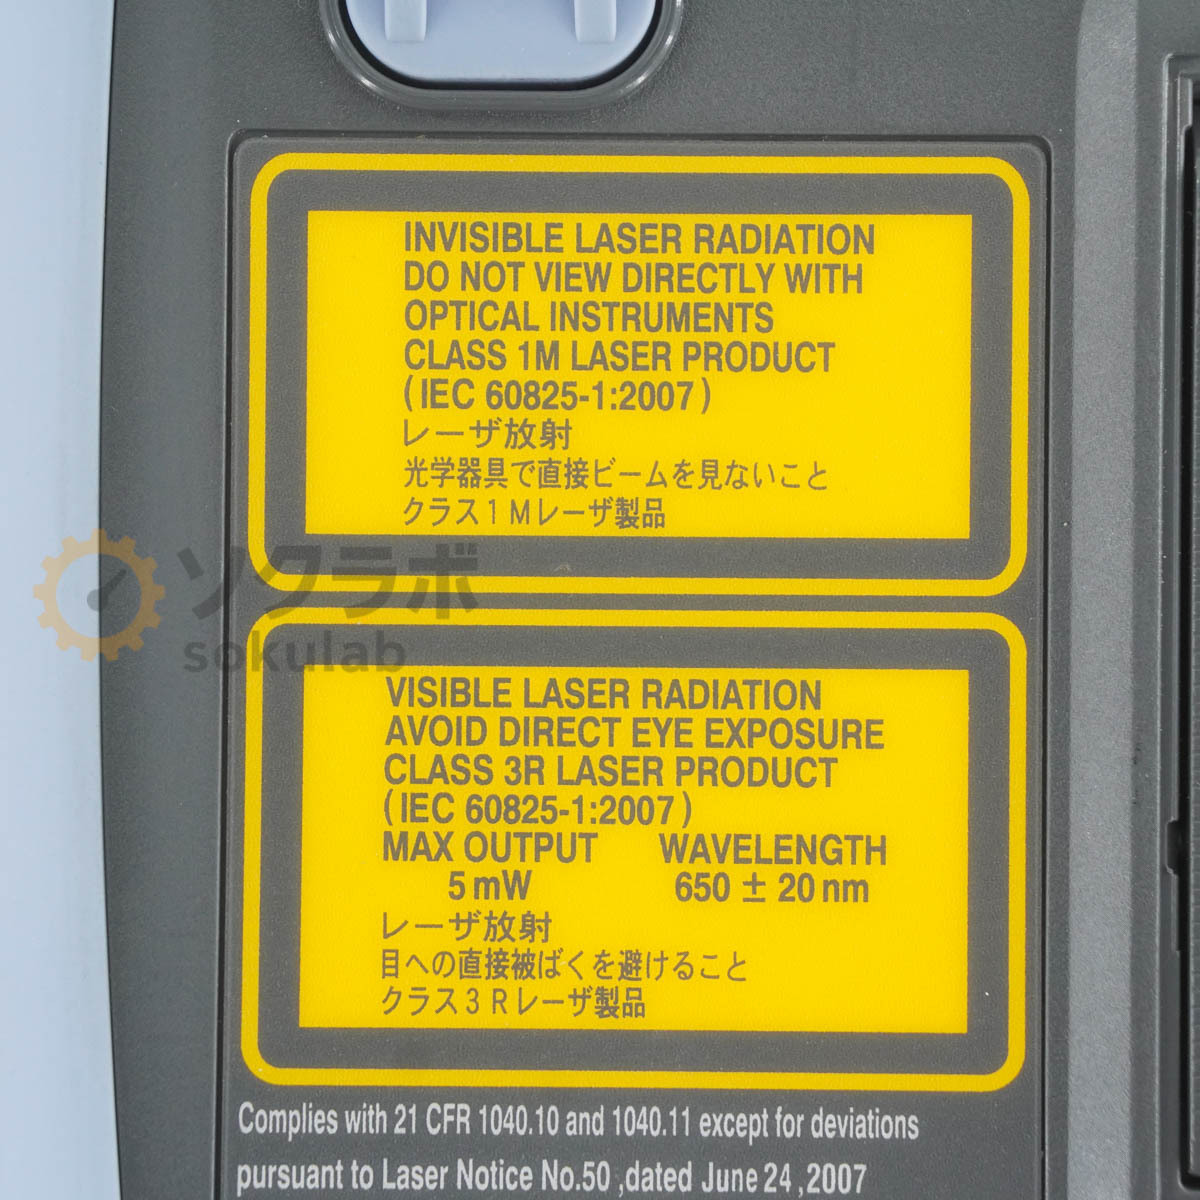 INVISIBLE LASER RADIATION
DO NOT VIEW DIRECTLY WITH
OPTICAL INSTRUMENTS
CLASS 1M LASER PRODUCT
(IEC 60825-1:2007)
レーザ放射
光学器具で直接ビームを見ないこと
クラス1Mレーザ製品
ソクラボ
sokulab
VISIBLE LASER RADIATION
AVOID DIRECT EYE EXPOSURE
CLASS 3R LASER PRODUCT
(IEC 60825-1:2007)
MAX OUTPUT WAVELENGTH
5mW 650 ± 20nm
レーザ放射
目への直接被ばくを避けること
クラス3Rレーザ製品
Complies with 21 CFR 1040.10 and 1040.11 except for deviations
pursuant to Laser Notice No.50 ,dated June 24 ,2007